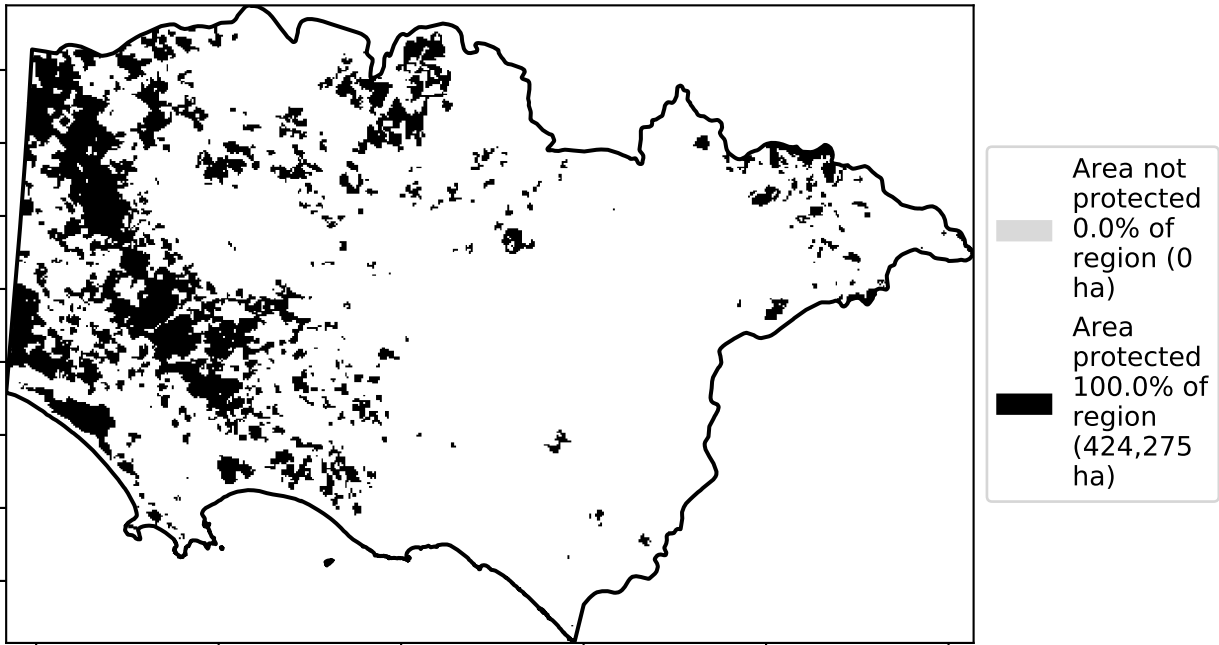 Area not
protected
0.0% of
region (0
ha)
Area
protected
100.0% of
region
(424,275
ha)